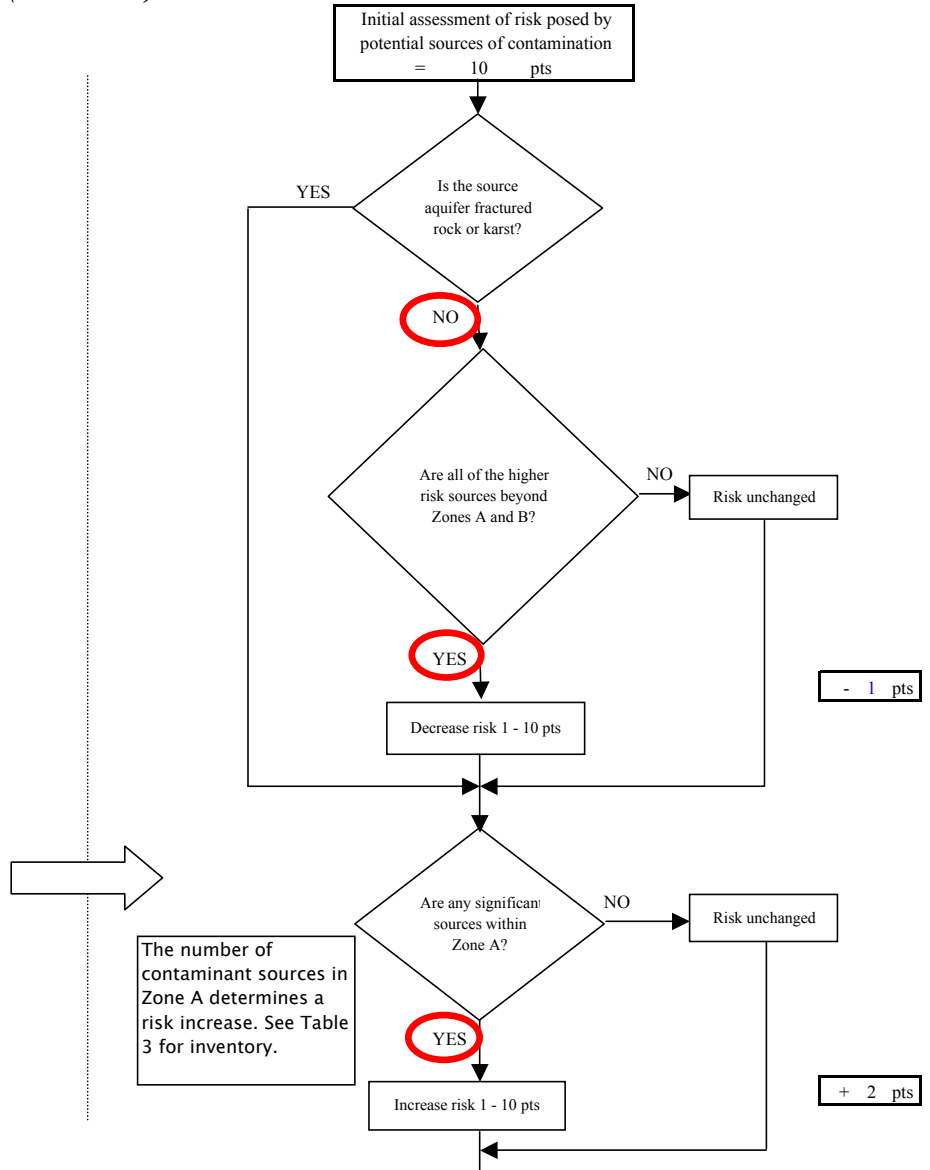 Initial assessment of risk posed by
potential sources of contamination
= 10 pts
YES
Is the source
aquifer fractured
rock or karst?
NO
Are all of the higher
risk sources beyond
Zones A and B?
NO
Risk unchanged
YES
- 1 pts
Decrease risk 1 - 10 pts
Are any significant
sources within
Zone A?
NO
Risk unchanged
The number of
contaminant sources in
Zone A determines a
risk increase. See Table
3 for inventory.
YES
+ 2 pts
Increase risk 1 - 10 pts